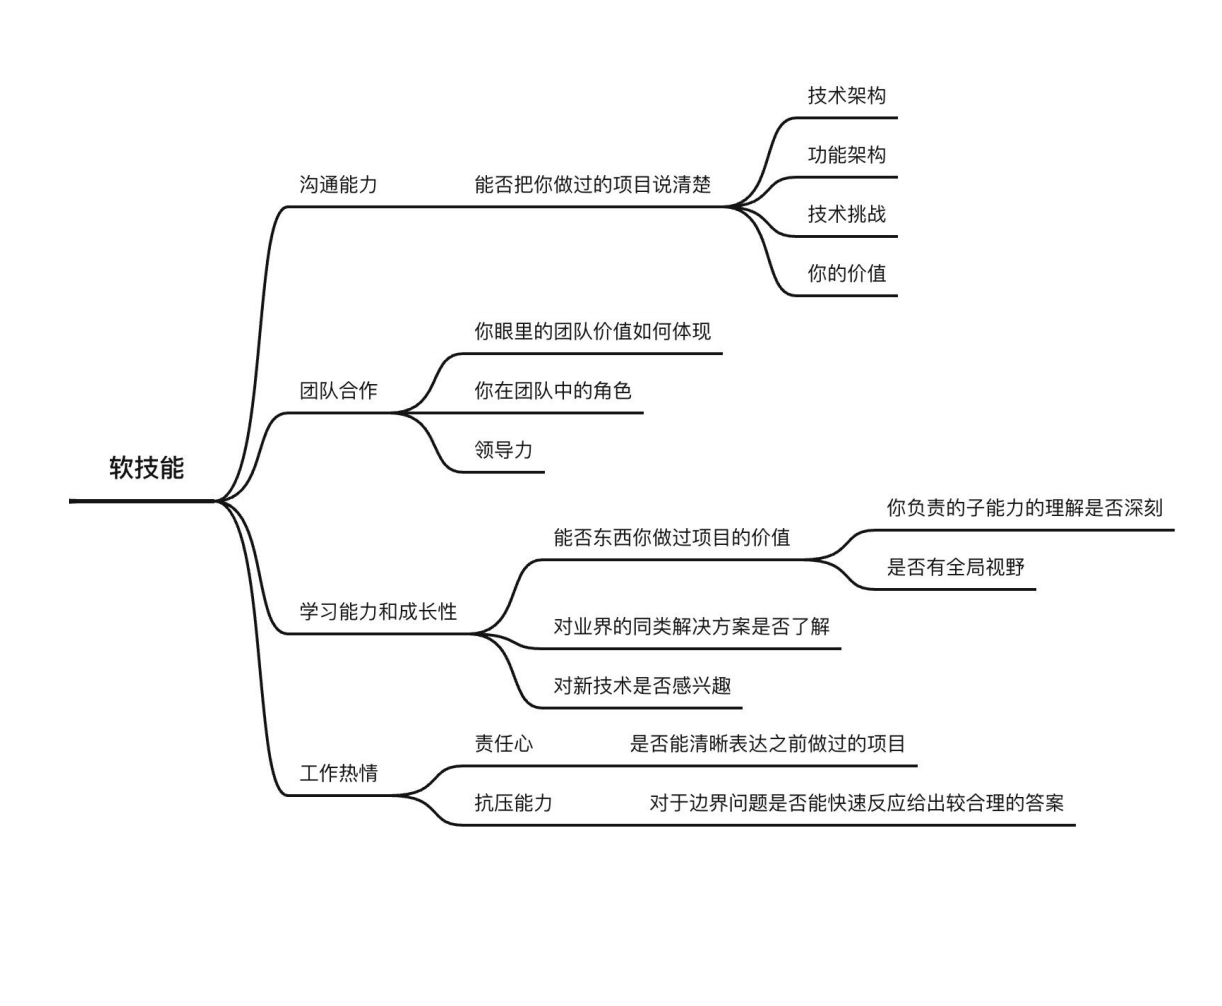 技术架构
功能架构
沟通能力 能否把你做过的项目说清楚
技术挑战
你的价值
你眼里的团队价值如何体现
团队合作
你在团队中的角色
领导力
软技能
你负责的子能力的理解是否深刻
能否东西你做过项目的价值
是否有全局视野
学习能力和成长性
对业界的同类解决方案是否了解
对新技术是否感兴趣
责任心 是否能清晰表达之前做过的项目
工作热情
抗压能力 对于边界问题是否能快速反应给出较合理的答案